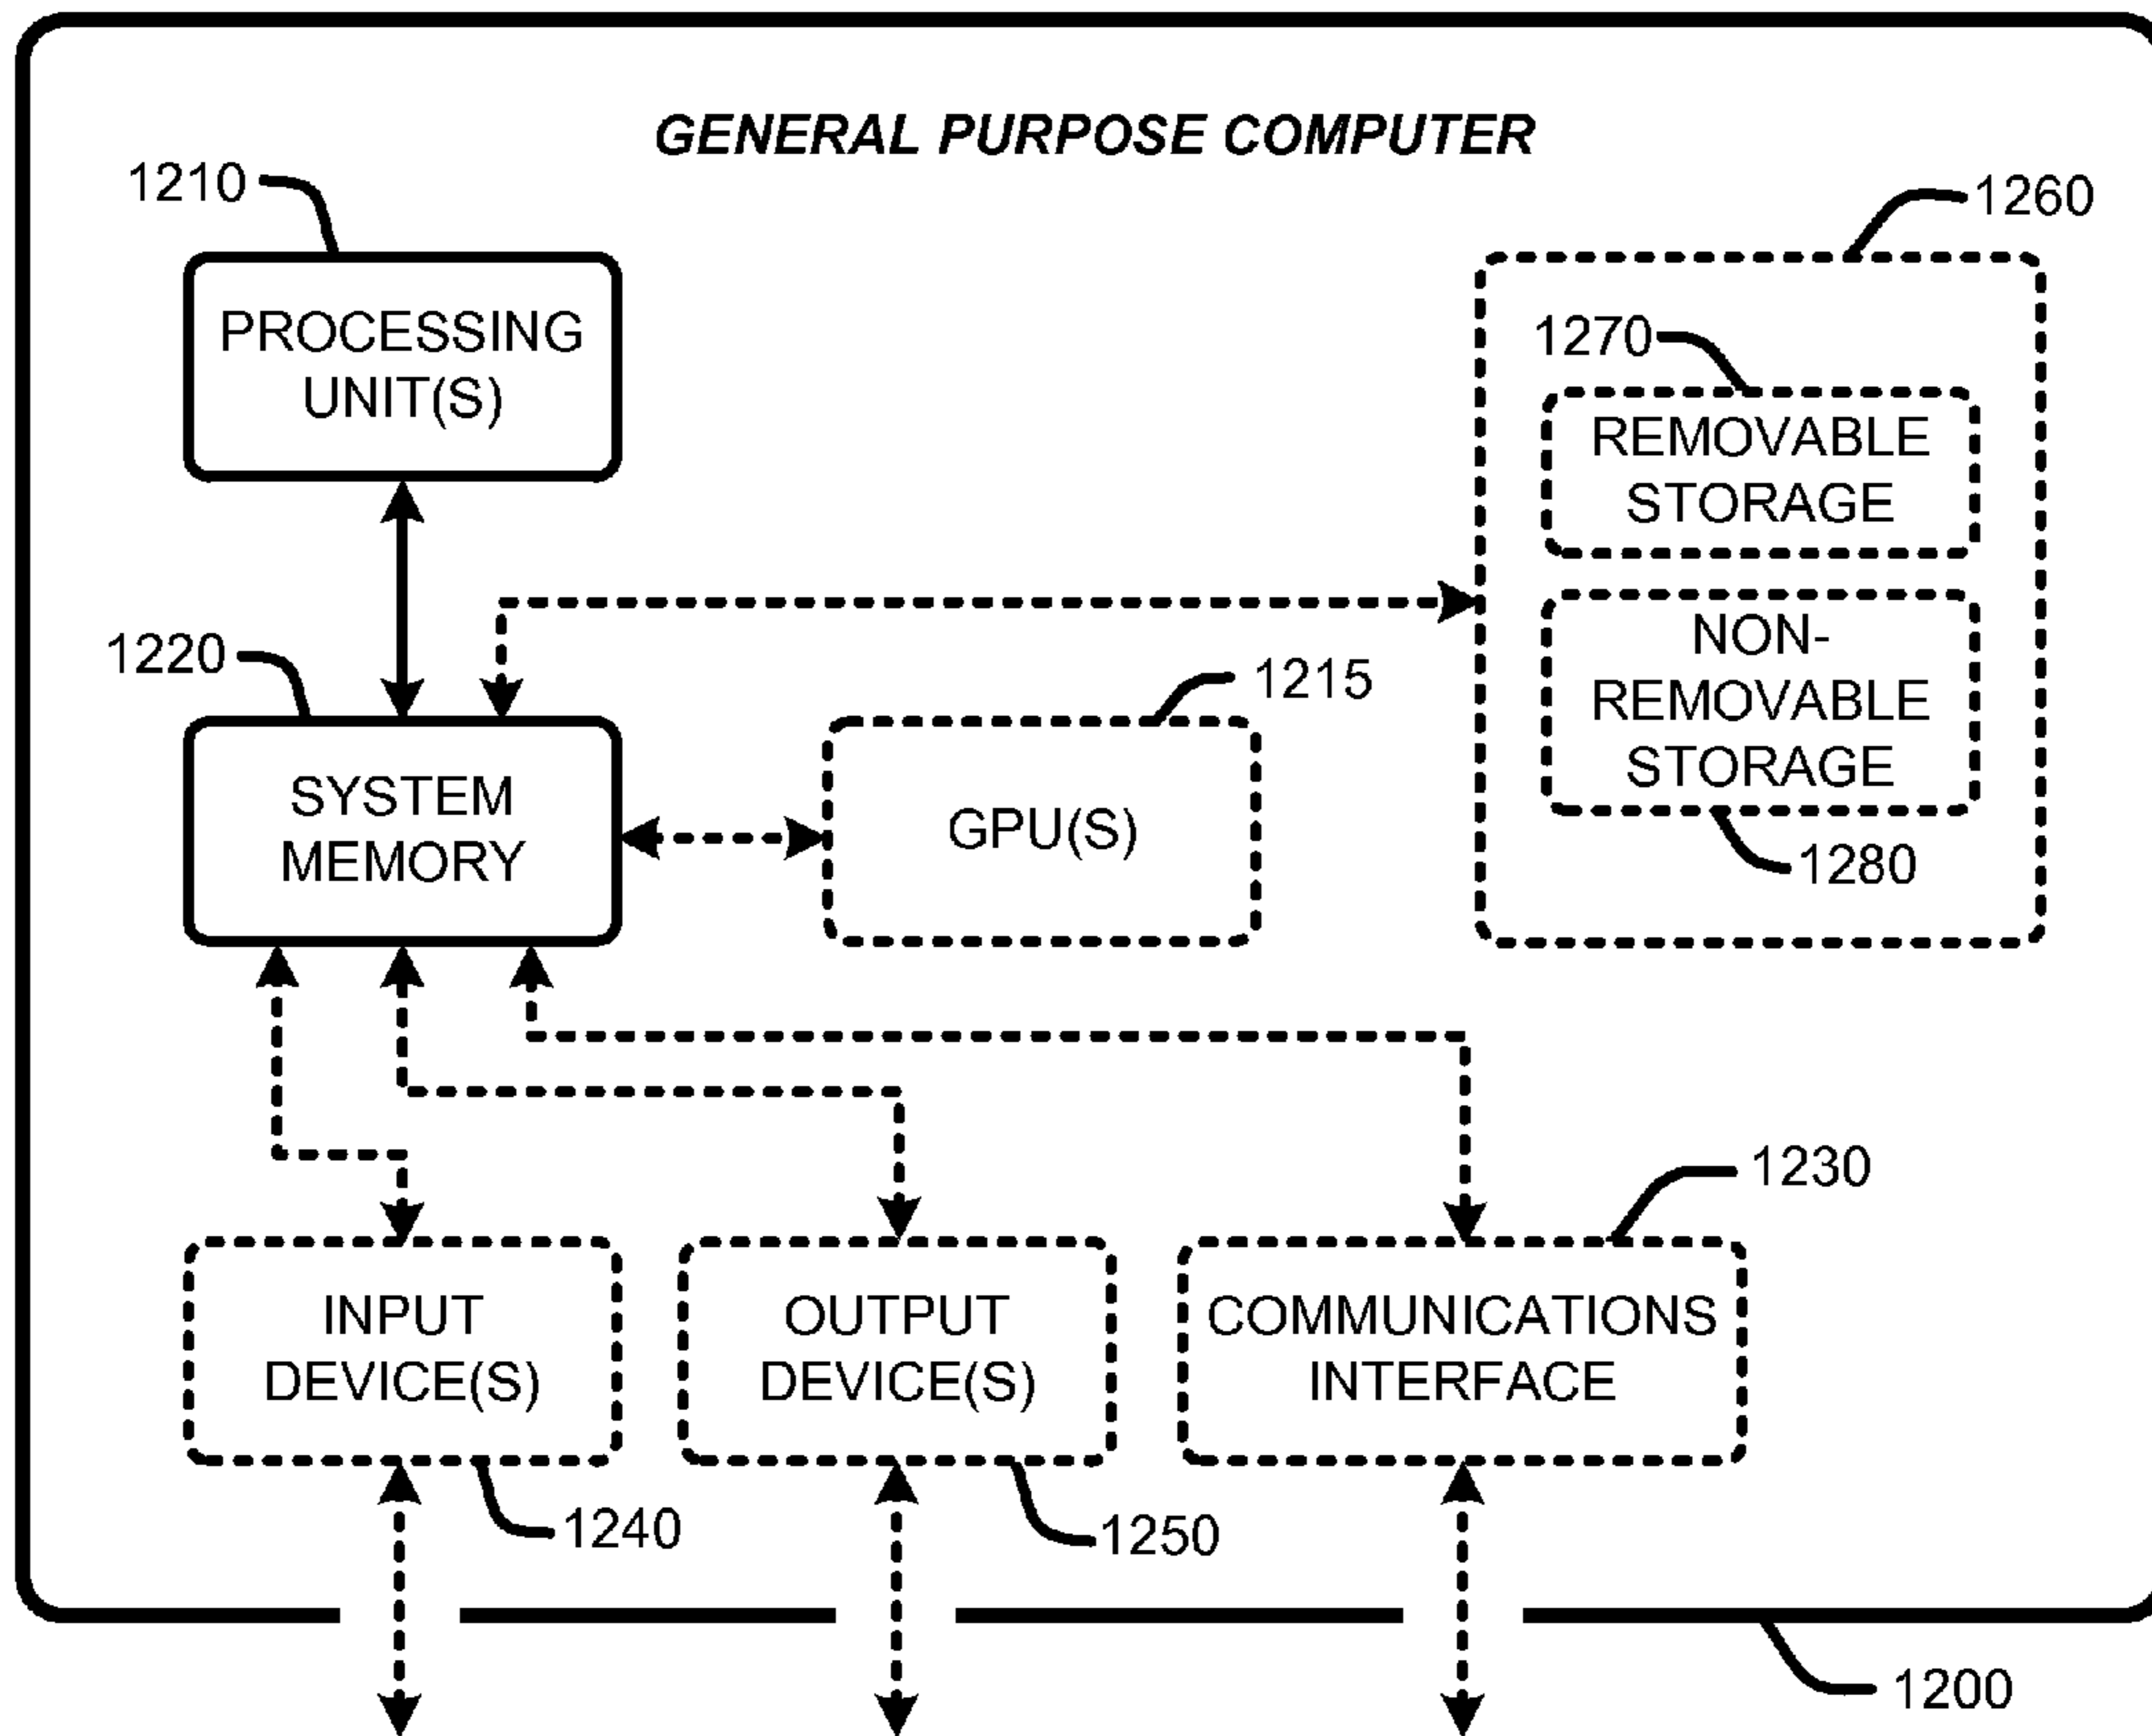 GENERAL PURPOSE COMPUTER
1210
1260
PROCESSING
UNIT(S)
1270
REMOVABLE
STORAGE
1220
1215
NON-
REMOVABLE
STORAGE
SYSTEM
MEMORY
GPU(S)
1280
1230
INPUT
DEVICE(S)
OUTPUT
DEVICE(S)
COMMUNICATIONS
INTERFACE
1240
1250
1200